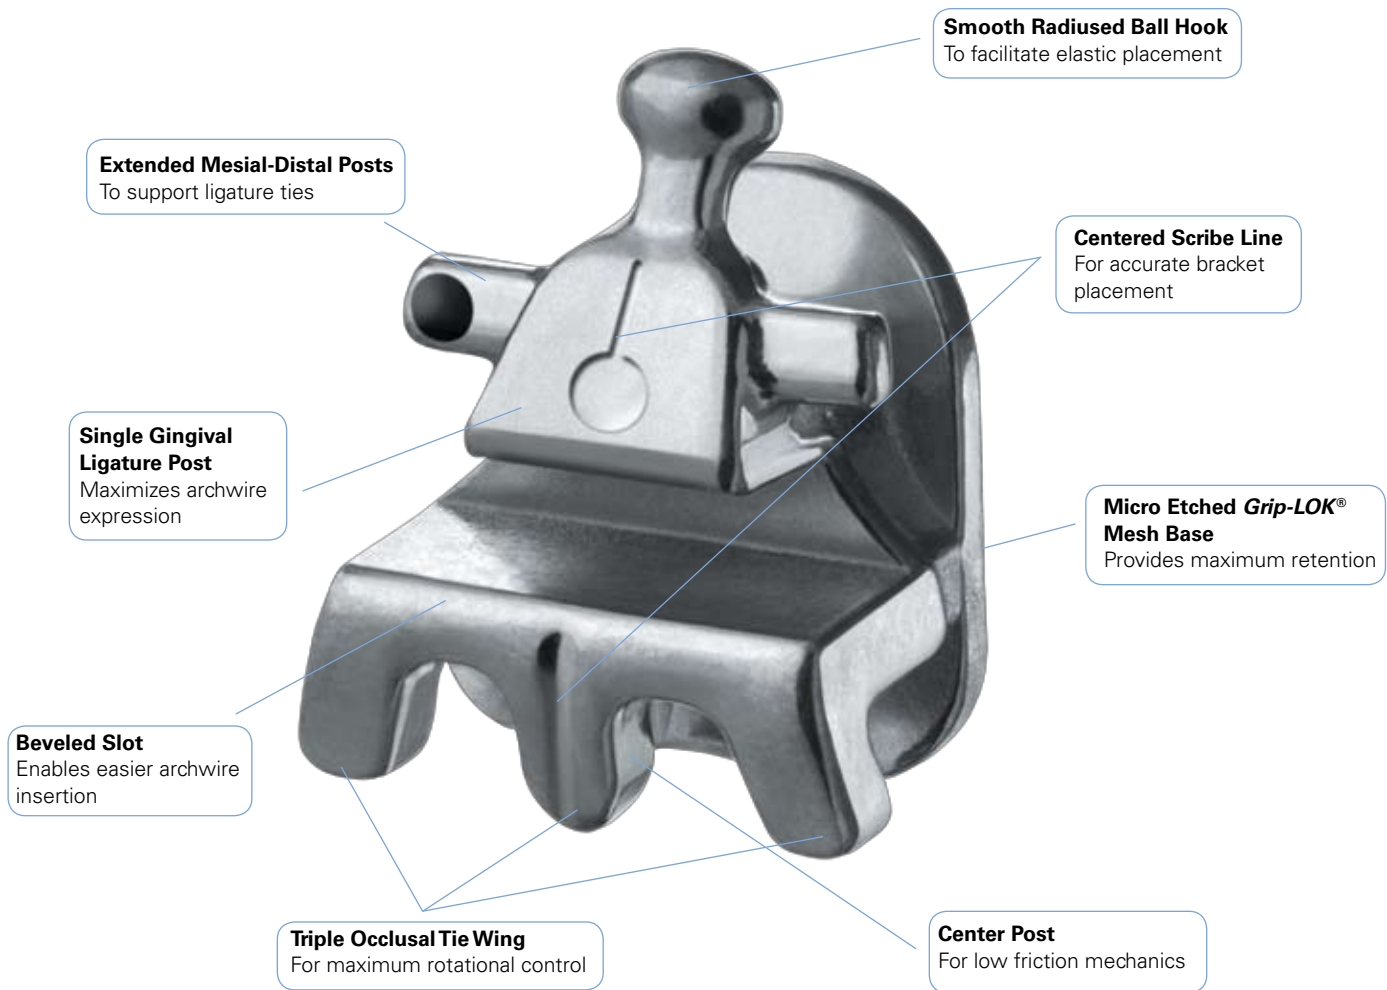 Smooth Radiused Ball Hook
To facilitate elastic placement
Extended Mesial-Distal Posts
To support ligature ties
Centered Scribe Line
For accurate bracket
placement
Single Gingival
Ligature Post
Maximizes archwire
expression
Micro Etched Grip-LOK®
Mesh Base
Provides maximum retention
Beveled Slot
Enables easier archwire
insertion
Triple Occlusal Tie Wing
For maximum rotational control
Center Post
For low friction mechanics